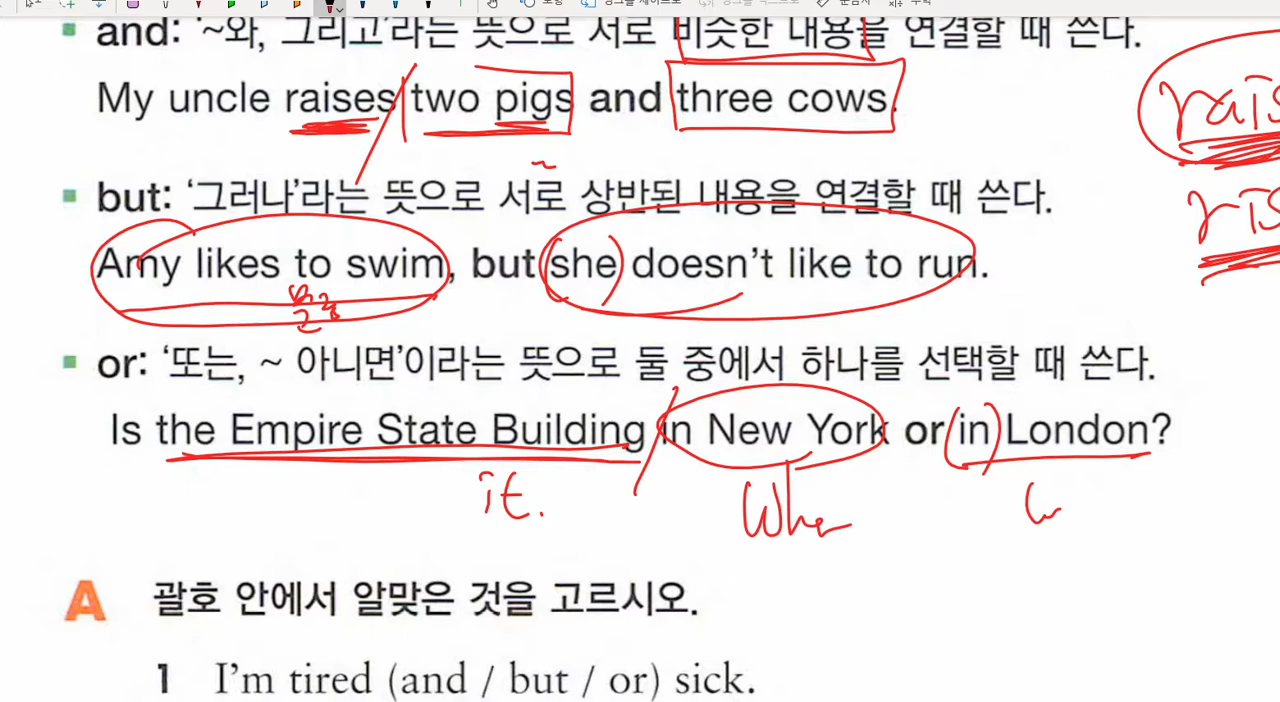 and: ‘~와, 그리고’라는 뜻으로 서로 비슷한 내용을 연결할 때 쓴다.
My uncle raises two pigs and three cows.
but: ‘그러나’라는 뜻으로 서로 상반된 내용을 연결할 때 쓴다.
Amy likes to swim, but she doesn’t like to run.
or: ‘또는, ~ 아니면’이라는 뜻으로 둘 중에서 하나를 선택할 때 쓴다.
Is the Empire State Building in New York or in London?
it.
A 괄호 안에서 알맞은 것을 고르시오.
1 I’m tired (and / but / or) sick.